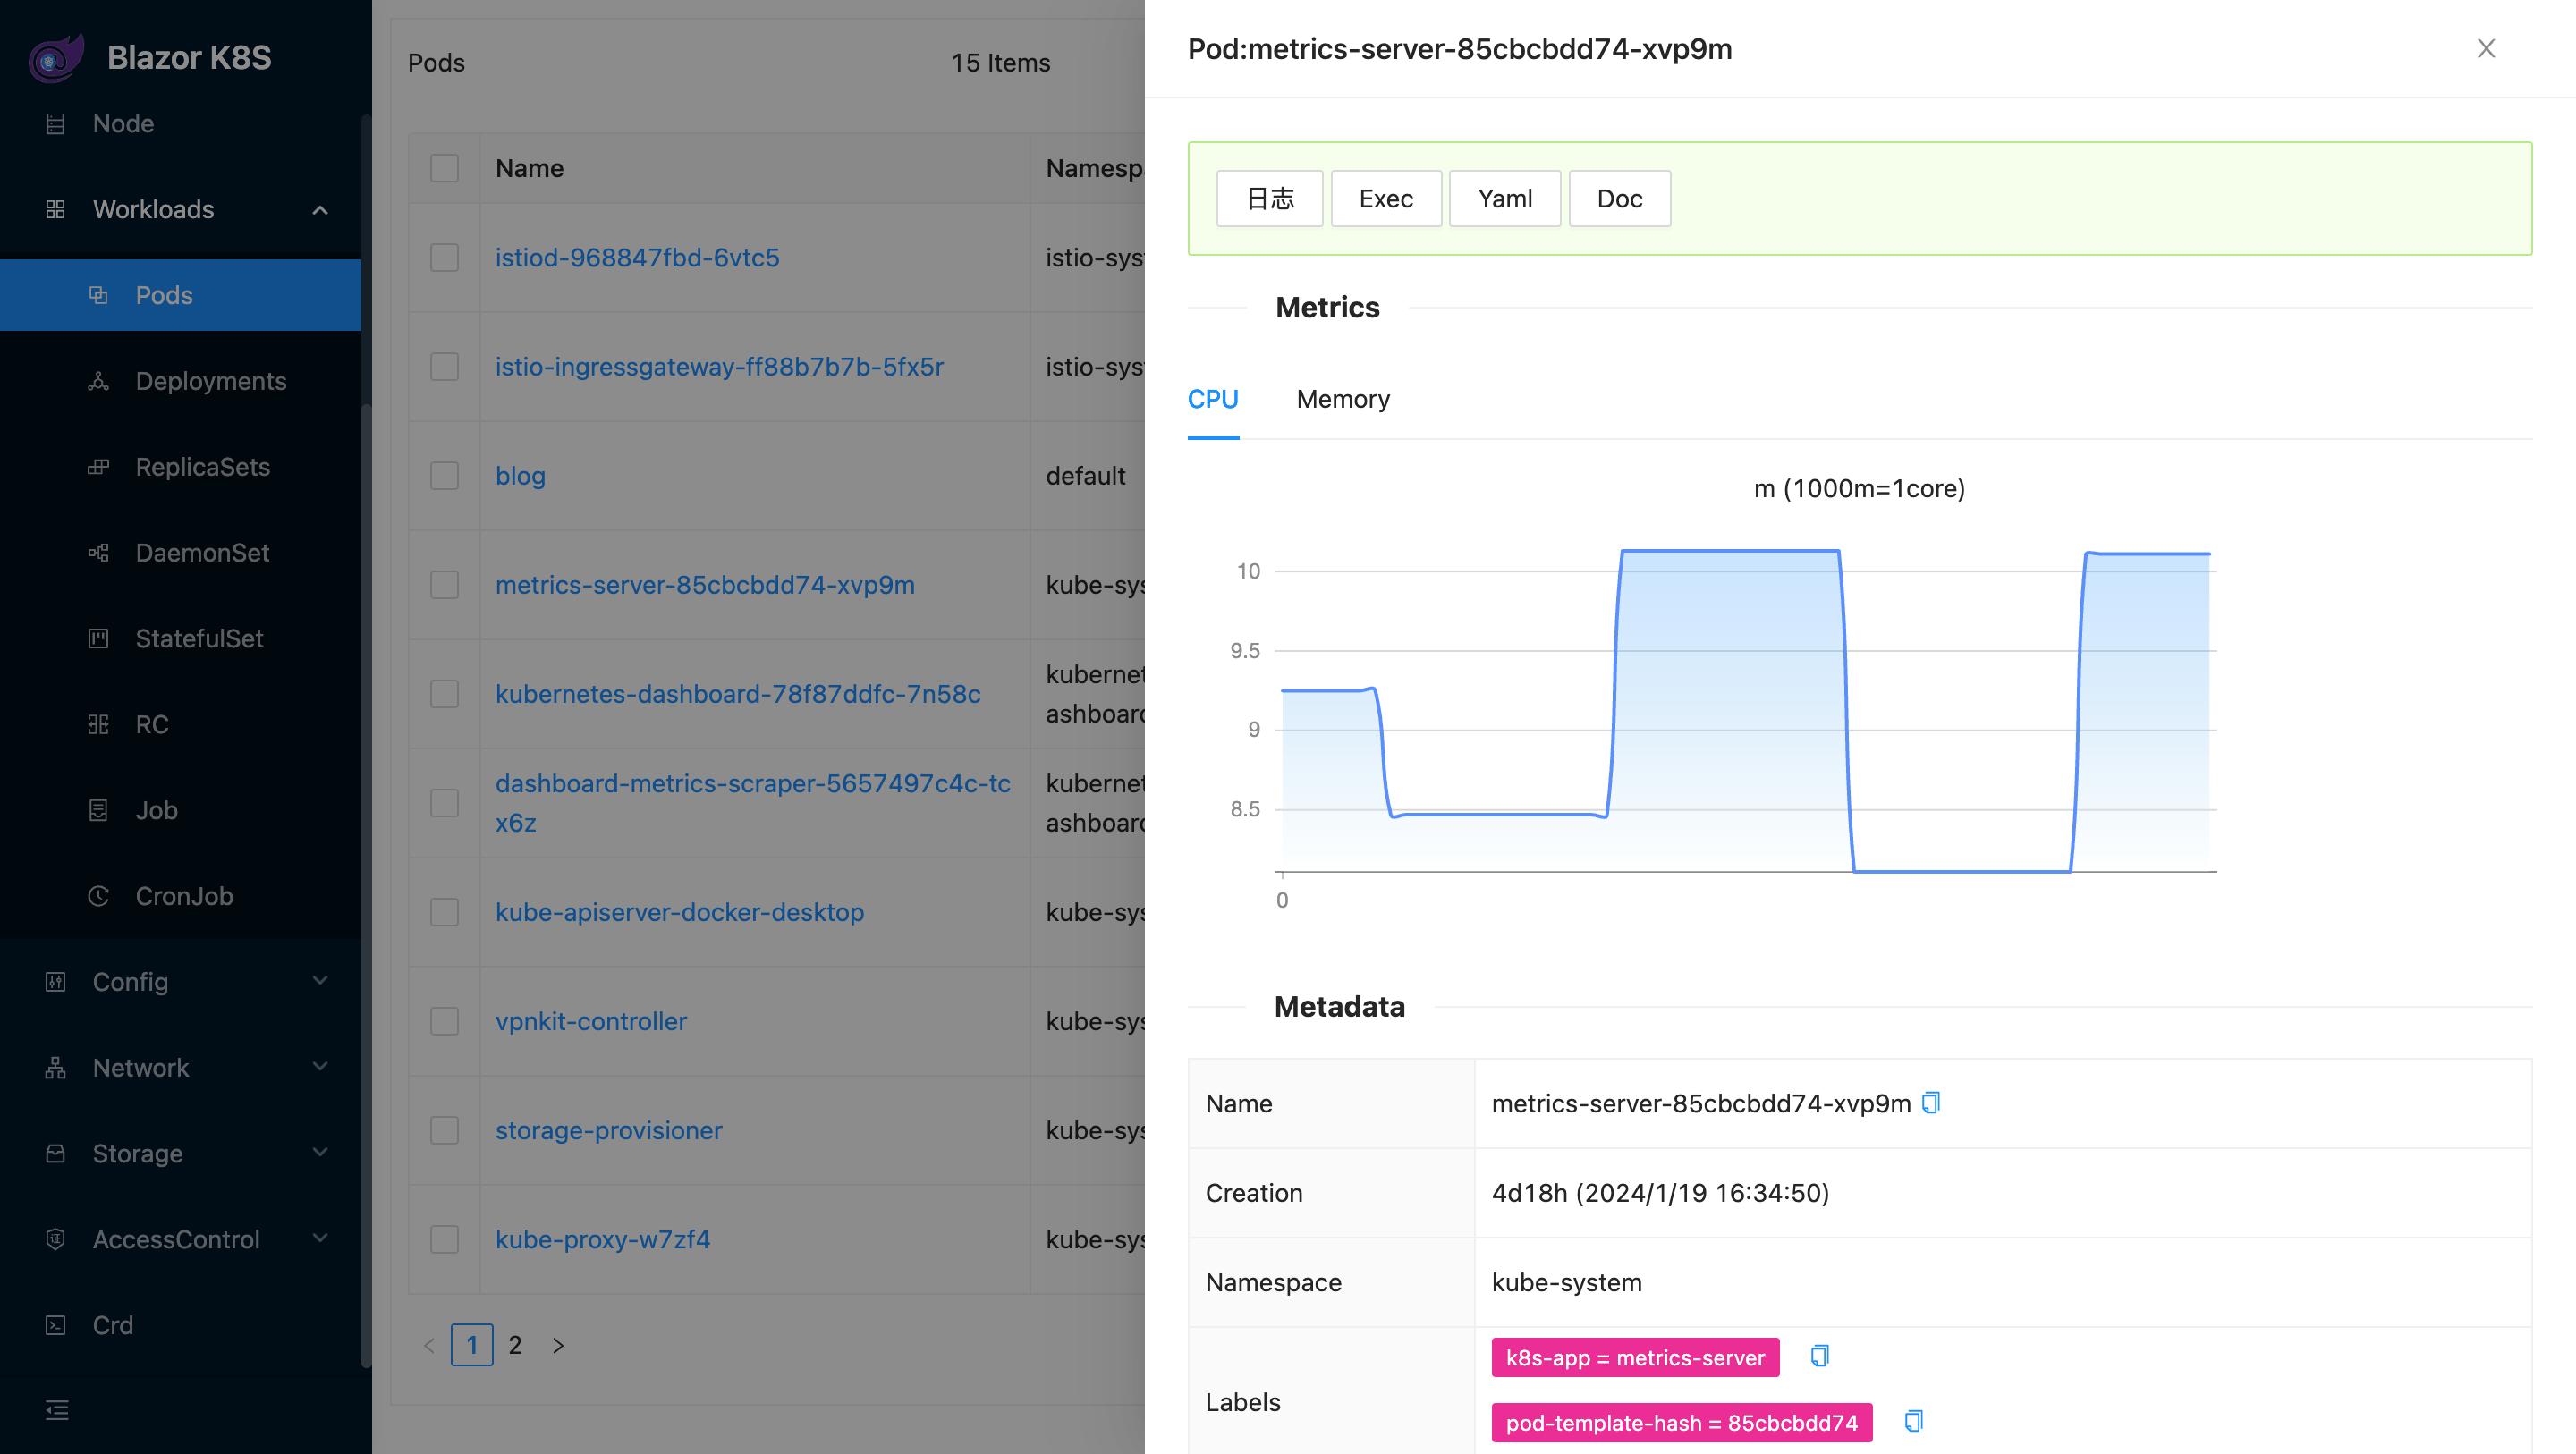 Blazor K8S
Node
Workloads
Pods
Deployments
ReplicaSets
DaemonSet
StatefulSet
RC
Job
CronJob
Config
Network
Storage
AccessControl
Crd
Pods
15 Items
Name
Namesp
istiod-968847fbd-6vtc5
istio-sys
istio-ingressgateway-ff88b7b7b-5fx5r
istio-sys
blog
default
metrics-server-85cbcbdd74-xvp9m
kube-sys
kubernetes-dashboard-78f87ddfc-7n58c
kubernet
ashboard
dashboard-metrics-scraper-5657497c4c-tc
x6z
kubernet
ashboard
kube-apiserver-docker-desktop
kube-sys
vpnkit-controller
kube-sys
storage-provisioner
kube-sys
kube-proxy-w7zf4
kube-sys
1
2
Pod:metrics-server-85cbcbdd74-xvp9m
日志
Exec
Yaml
Doc
Metrics
CPU
Memory
m (1000m=1core)
10
9.5
9
8.5
0
Metadata
Name
metrics-server-85cbcbdd74-xvp9m
Creation
4d18h (2024/1/19 16:34:50)
Namespace
kube-system
Labels
k8s-app = metrics-server
pod-template-hash = 85cbcbdd74